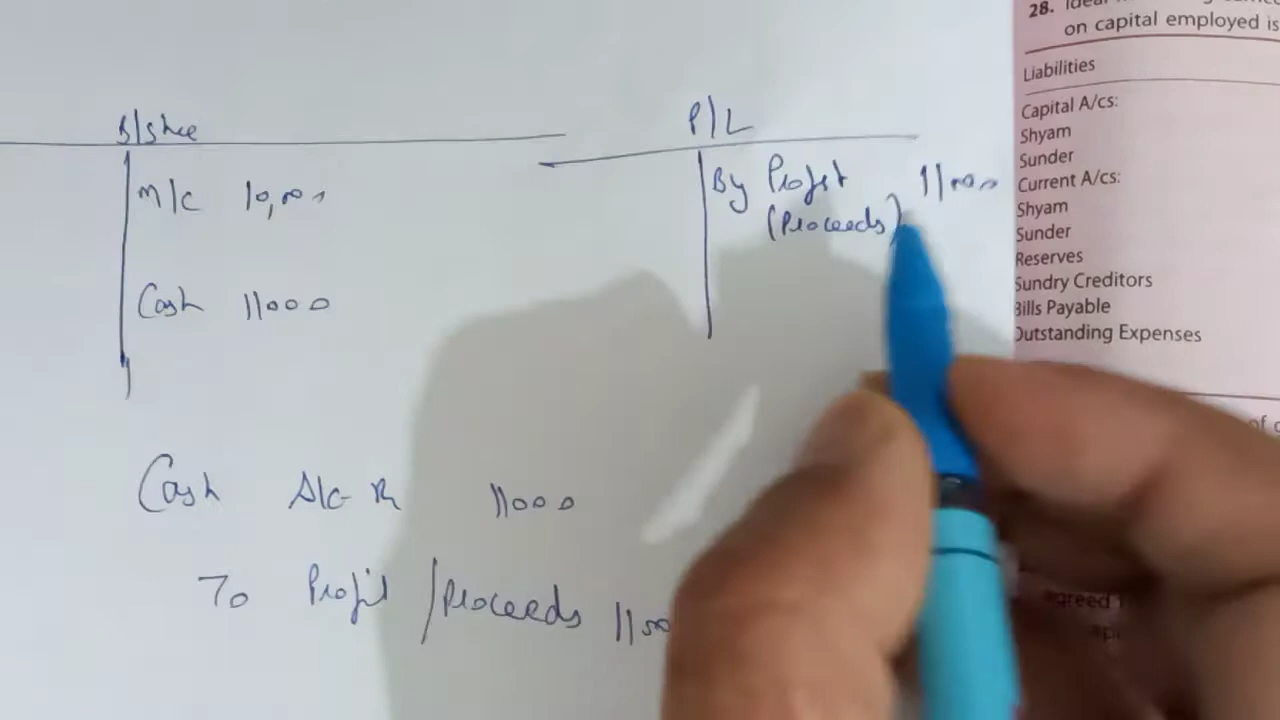 B/Shee
M/c 10,000
Cash 11000
P/L
By Profit 11000
(Proceeds)
Cash A/c Dr 11000
To Profit /Proceeds 1100
28.
on capital employed is
Liabilities
Capital A/cs:
Shyam
Sunder
Current A/cs:
Shyam
Sunder
Reserves
Sundry Creditors
Bills Payable
Outstanding Expenses
agreed